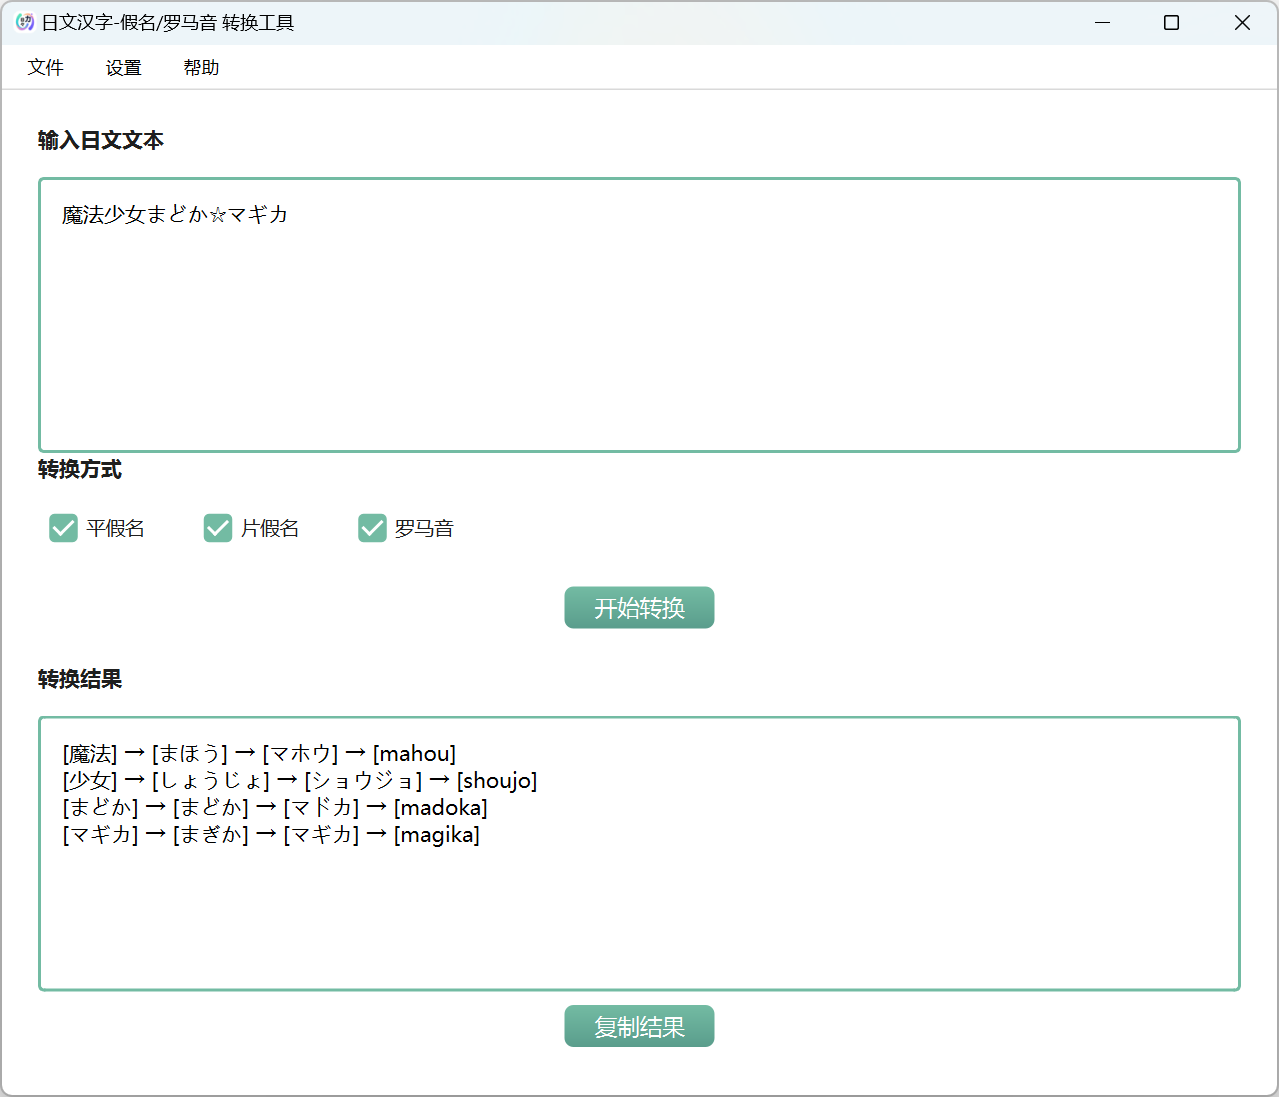 日文汉字-假名/罗马音 转换工具
文件 设置 帮助
输入日文文本
魔法少女まどか☆マギカ
转换方式
平假名 片假名 罗马音
开始转换
转换结果
[魔法] → [まほう] → [マホウ] → [mahou]
[少女] → [しょうじょ] → [ショウジョ] → [shoujo]
[まどか] → [まどか] → [マドカ] → [madoka]
[マギカ] → [まぎか] → [マギカ] → [magika]
复制结果